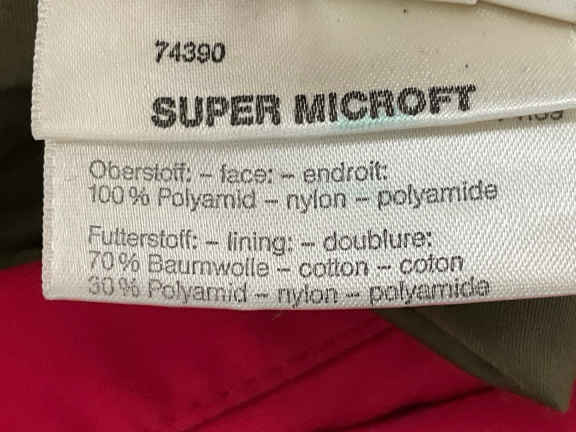 74390
SUPER MICROFT
Oberstoff: – face: – endroit:
100 % Polyamid – nylon – polyamide
Futterstoff: – lining: – doublure:
70 % Baumwolle – cotton – coton
30 % Polyamid – nylon – polyamide